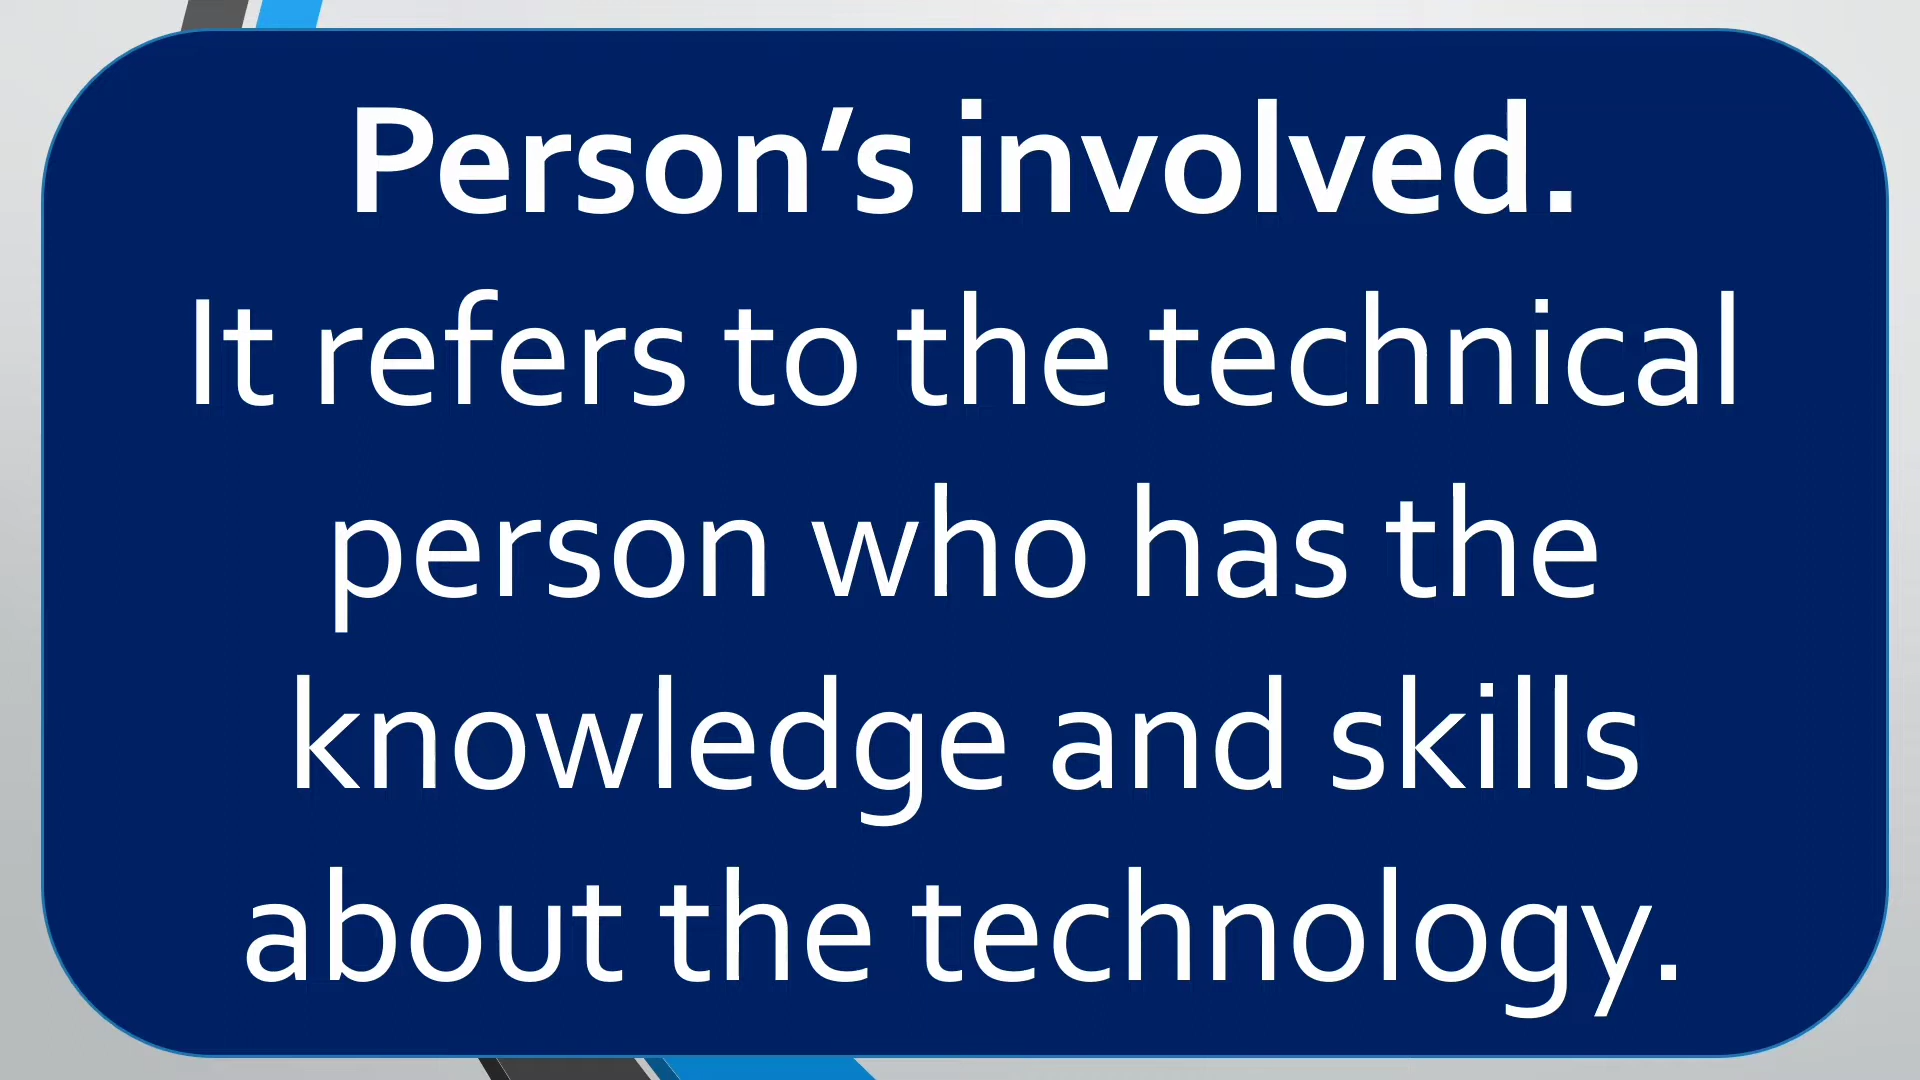 Person’s involved.
It refers to the technical
person who has the
knowledge and skills
about the technology.